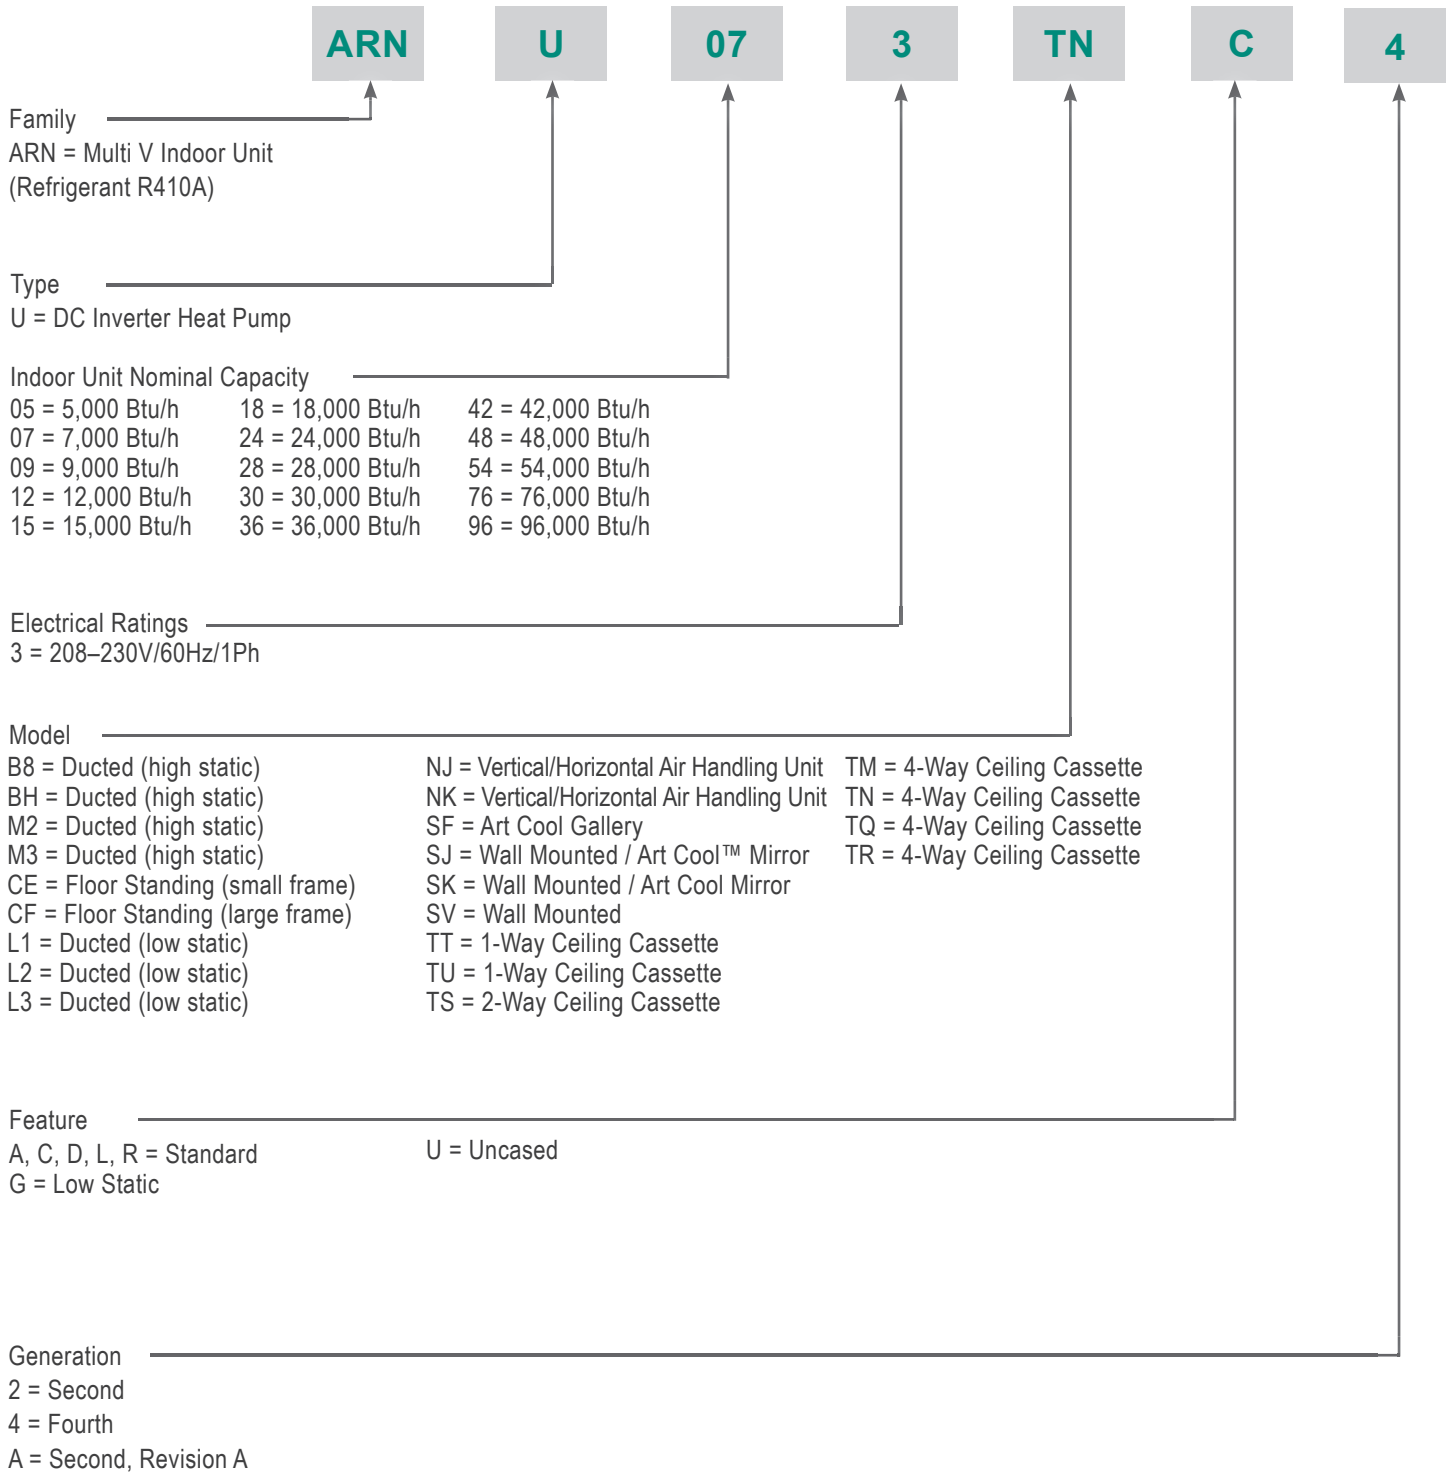 ARN U 07 3 TN C 4
Family
ARN = Multi V Indoor Unit
(Refrigerant R410A)
Type
U = DC Inverter Heat Pump
Indoor Unit Nominal Capacity
05 = 5,000 Btu/h 18 = 18,000 Btu/h 42 = 42,000 Btu/h
07 = 7,000 Btu/h 24 = 24,000 Btu/h 48 = 48,000 Btu/h
09 = 9,000 Btu/h 28 = 28,000 Btu/h 54 = 54,000 Btu/h
12 = 12,000 Btu/h 30 = 30,000 Btu/h 76 = 76,000 Btu/h
15 = 15,000 Btu/h 36 = 36,000 Btu/h 96 = 96,000 Btu/h
Electrical Ratings
3 = 208–230V/60Hz/1Ph
Model
B8 = Ducted (high static) NJ = Vertical/Horizontal Air Handling Unit TM = 4-Way Ceiling Cassette
BH = Ducted (high static) NK = Vertical/Horizontal Air Handling Unit TN = 4-Way Ceiling Cassette
M2 = Ducted (high static) SF = Art Cool Gallery TQ = 4-Way Ceiling Cassette
M3 = Ducted (high static) SJ = Wall Mounted / Art Cool™ Mirror TR = 4-Way Ceiling Cassette
CE = Floor Standing (small frame) SK = Wall Mounted / Art Cool Mirror
CF = Floor Standing (large frame) SV = Wall Mounted
L1 = Ducted (low static) TT = 1-Way Ceiling Cassette
L2 = Ducted (low static) TU = 1-Way Ceiling Cassette
L3 = Ducted (low static) TS = 2-Way Ceiling Cassette
Feature
A, C, D, L, R = Standard U = Uncased
G = Low Static
Generation
2 = Second
4 = Fourth
A = Second, Revision A